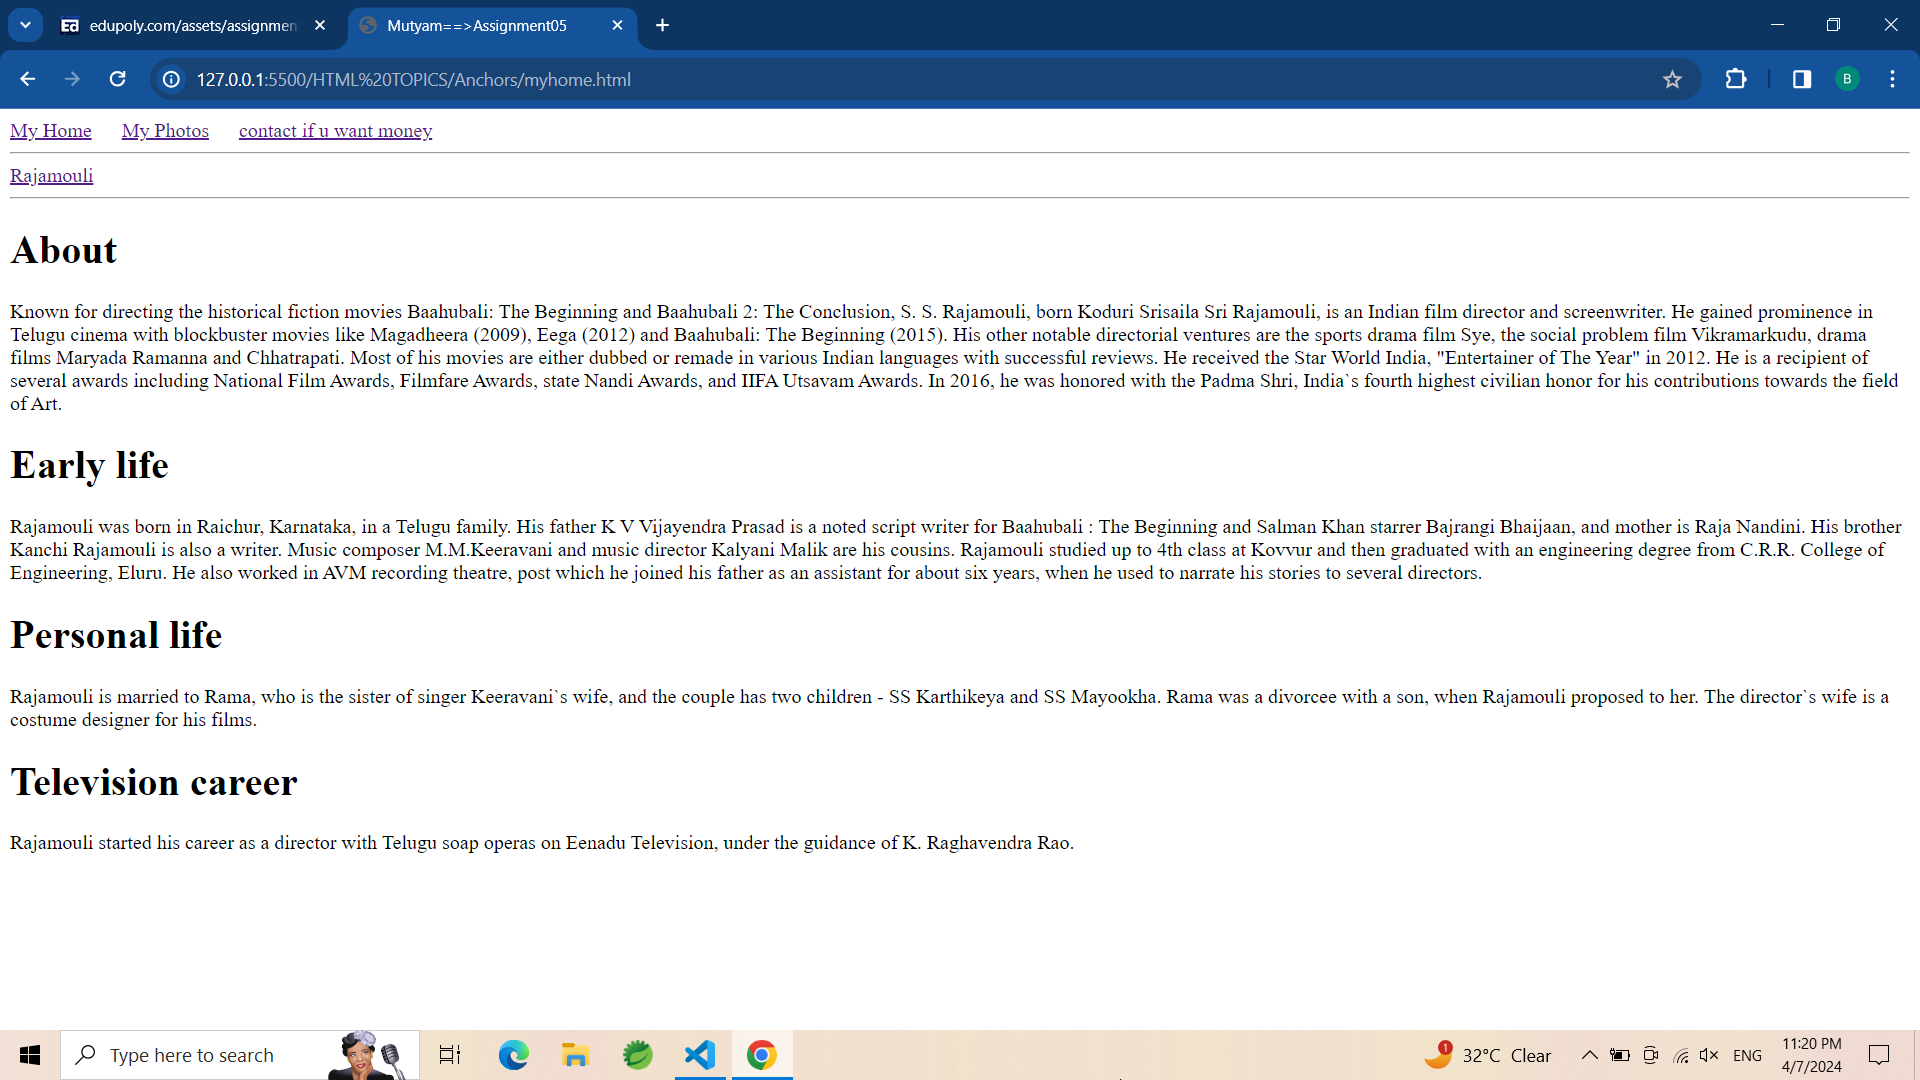 edupoly.com/assets/assignmen
Mutyam==>Assignment05
127.0.0.1:5500/HTML%20TOPICS/Anchors/myhome.html
B
My Home My Photos contact if u want money
Rajamouli
About
Known for directing the historical fiction movies Baahubali: The Beginning and Baahubali 2: The Conclusion, S. S. Rajamouli, born Koduri Srisaila Sri Rajamouli, is an Indian film director and screenwriter. He gained prominence in
Telugu cinema with blockbuster movies like Magadheera (2009), Eega (2012) and Baahubali: The Beginning (2015). His other notable directorial ventures are the sports drama film Sye, the social problem film Vikramarkudu, drama
films Maryada Ramanna and Chhatrapati. Most of his movies are either dubbed or remade in various Indian languages with successful reviews. He received the Star World India, "Entertainer of The Year" in 2012. He is a recipient of
several awards including National Film Awards, Filmfare Awards, state Nandi Awards, and IIFA Utsavam Awards. In 2016, he was honored with the Padma Shri, India`s fourth highest civilian honor for his contributions towards the field
of Art.
Early life
Rajamouli was born in Raichur, Karnataka, in a Telugu family. His father K V Vijayendra Prasad is a noted script writer for Baahubali : The Beginning and Salman Khan starrer Bajrangi Bhaijaan, and mother is Raja Nandini. His brother
Kanchi Rajamouli is also a writer. Music composer M.M.Keeravani and music director Kalyani Malik are his cousins. Rajamouli studied up to 4th class at Kovvur and then graduated with an engineering degree from C.R.R. College of
Engineering, Eluru. He also worked in AVM recording theatre, post which he joined his father as an assistant for about six years, when he used to narrate his stories to several directors.
Personal life
Rajamouli is married to Rama, who is the sister of singer Keeravani`s wife, and the couple has two children - SS Karthikeya and SS Mayookha. Rama was a divorcee with a son, when Rajamouli proposed to her. The director`s wife is a
costume designer for his films.
Television career
Rajamouli started his career as a director with Telugu soap operas on Eenadu Television, under the guidance of K. Raghavendra Rao.
Type here to search
1
32°C Clear
ENG
11:20 PM
4/7/2024